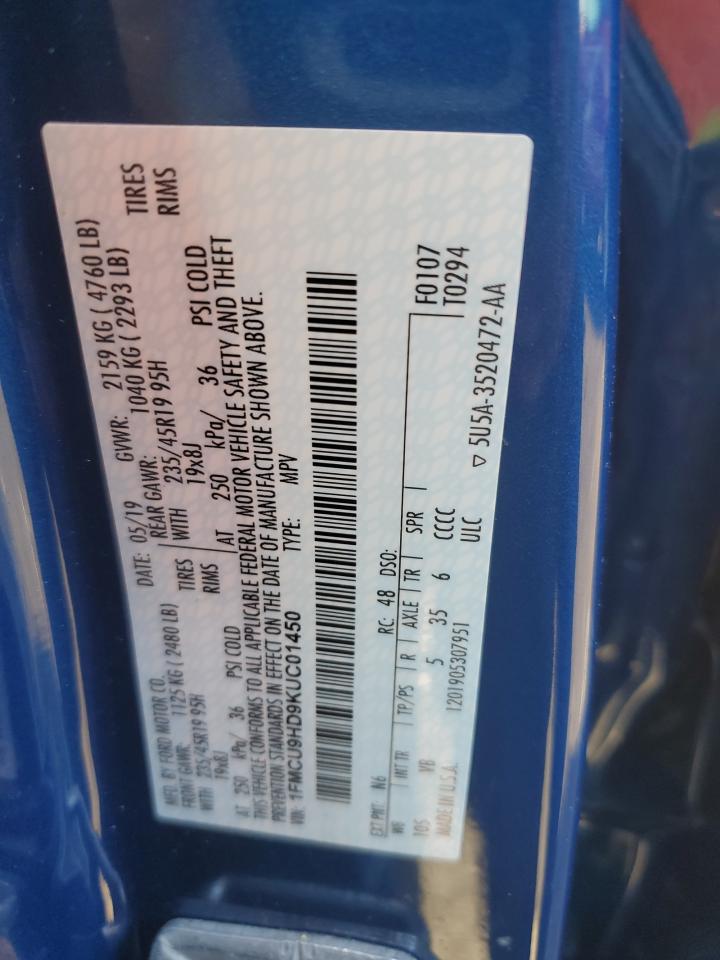 MFD. BY FORD MOTOR CO.
DATE: 05/19 GVWR: 2159 KG ( 4760 LB)
FRONT GAWR: 1125 KG ( 2480 LB) REAR GAWR: 1040 KG ( 2293 LB)
WITH 235/45R19 95H TIRES WITH 235/45R19 95H TIRES
19x8J RIMS 19x8J RIMS
AT 250 kPa/ 36 PSI COLD AT 250 kPa/ 36 PSI COLD
THIS VEHICLE CONFORMS TO ALL APPLICABLE FEDERAL MOTOR VEHICLE SAFETY AND THEFT
PREVENTION STANDARDS IN EFFECT ON THE DATE OF MANUFACTURE SHOWN ABOVE.
VIN: 1FMCU9HD9KUC01450 TYPE: MPV
EXT PNT: N6 RC: 48 DSO: F0107
T0294
WB INT TR TP/PS R AXLE TR SPR
105 VB 5 35 6 CCCC
MADE IN U.S.A. 1201905307951 ULC
▽ 5U5A-3520472-AA